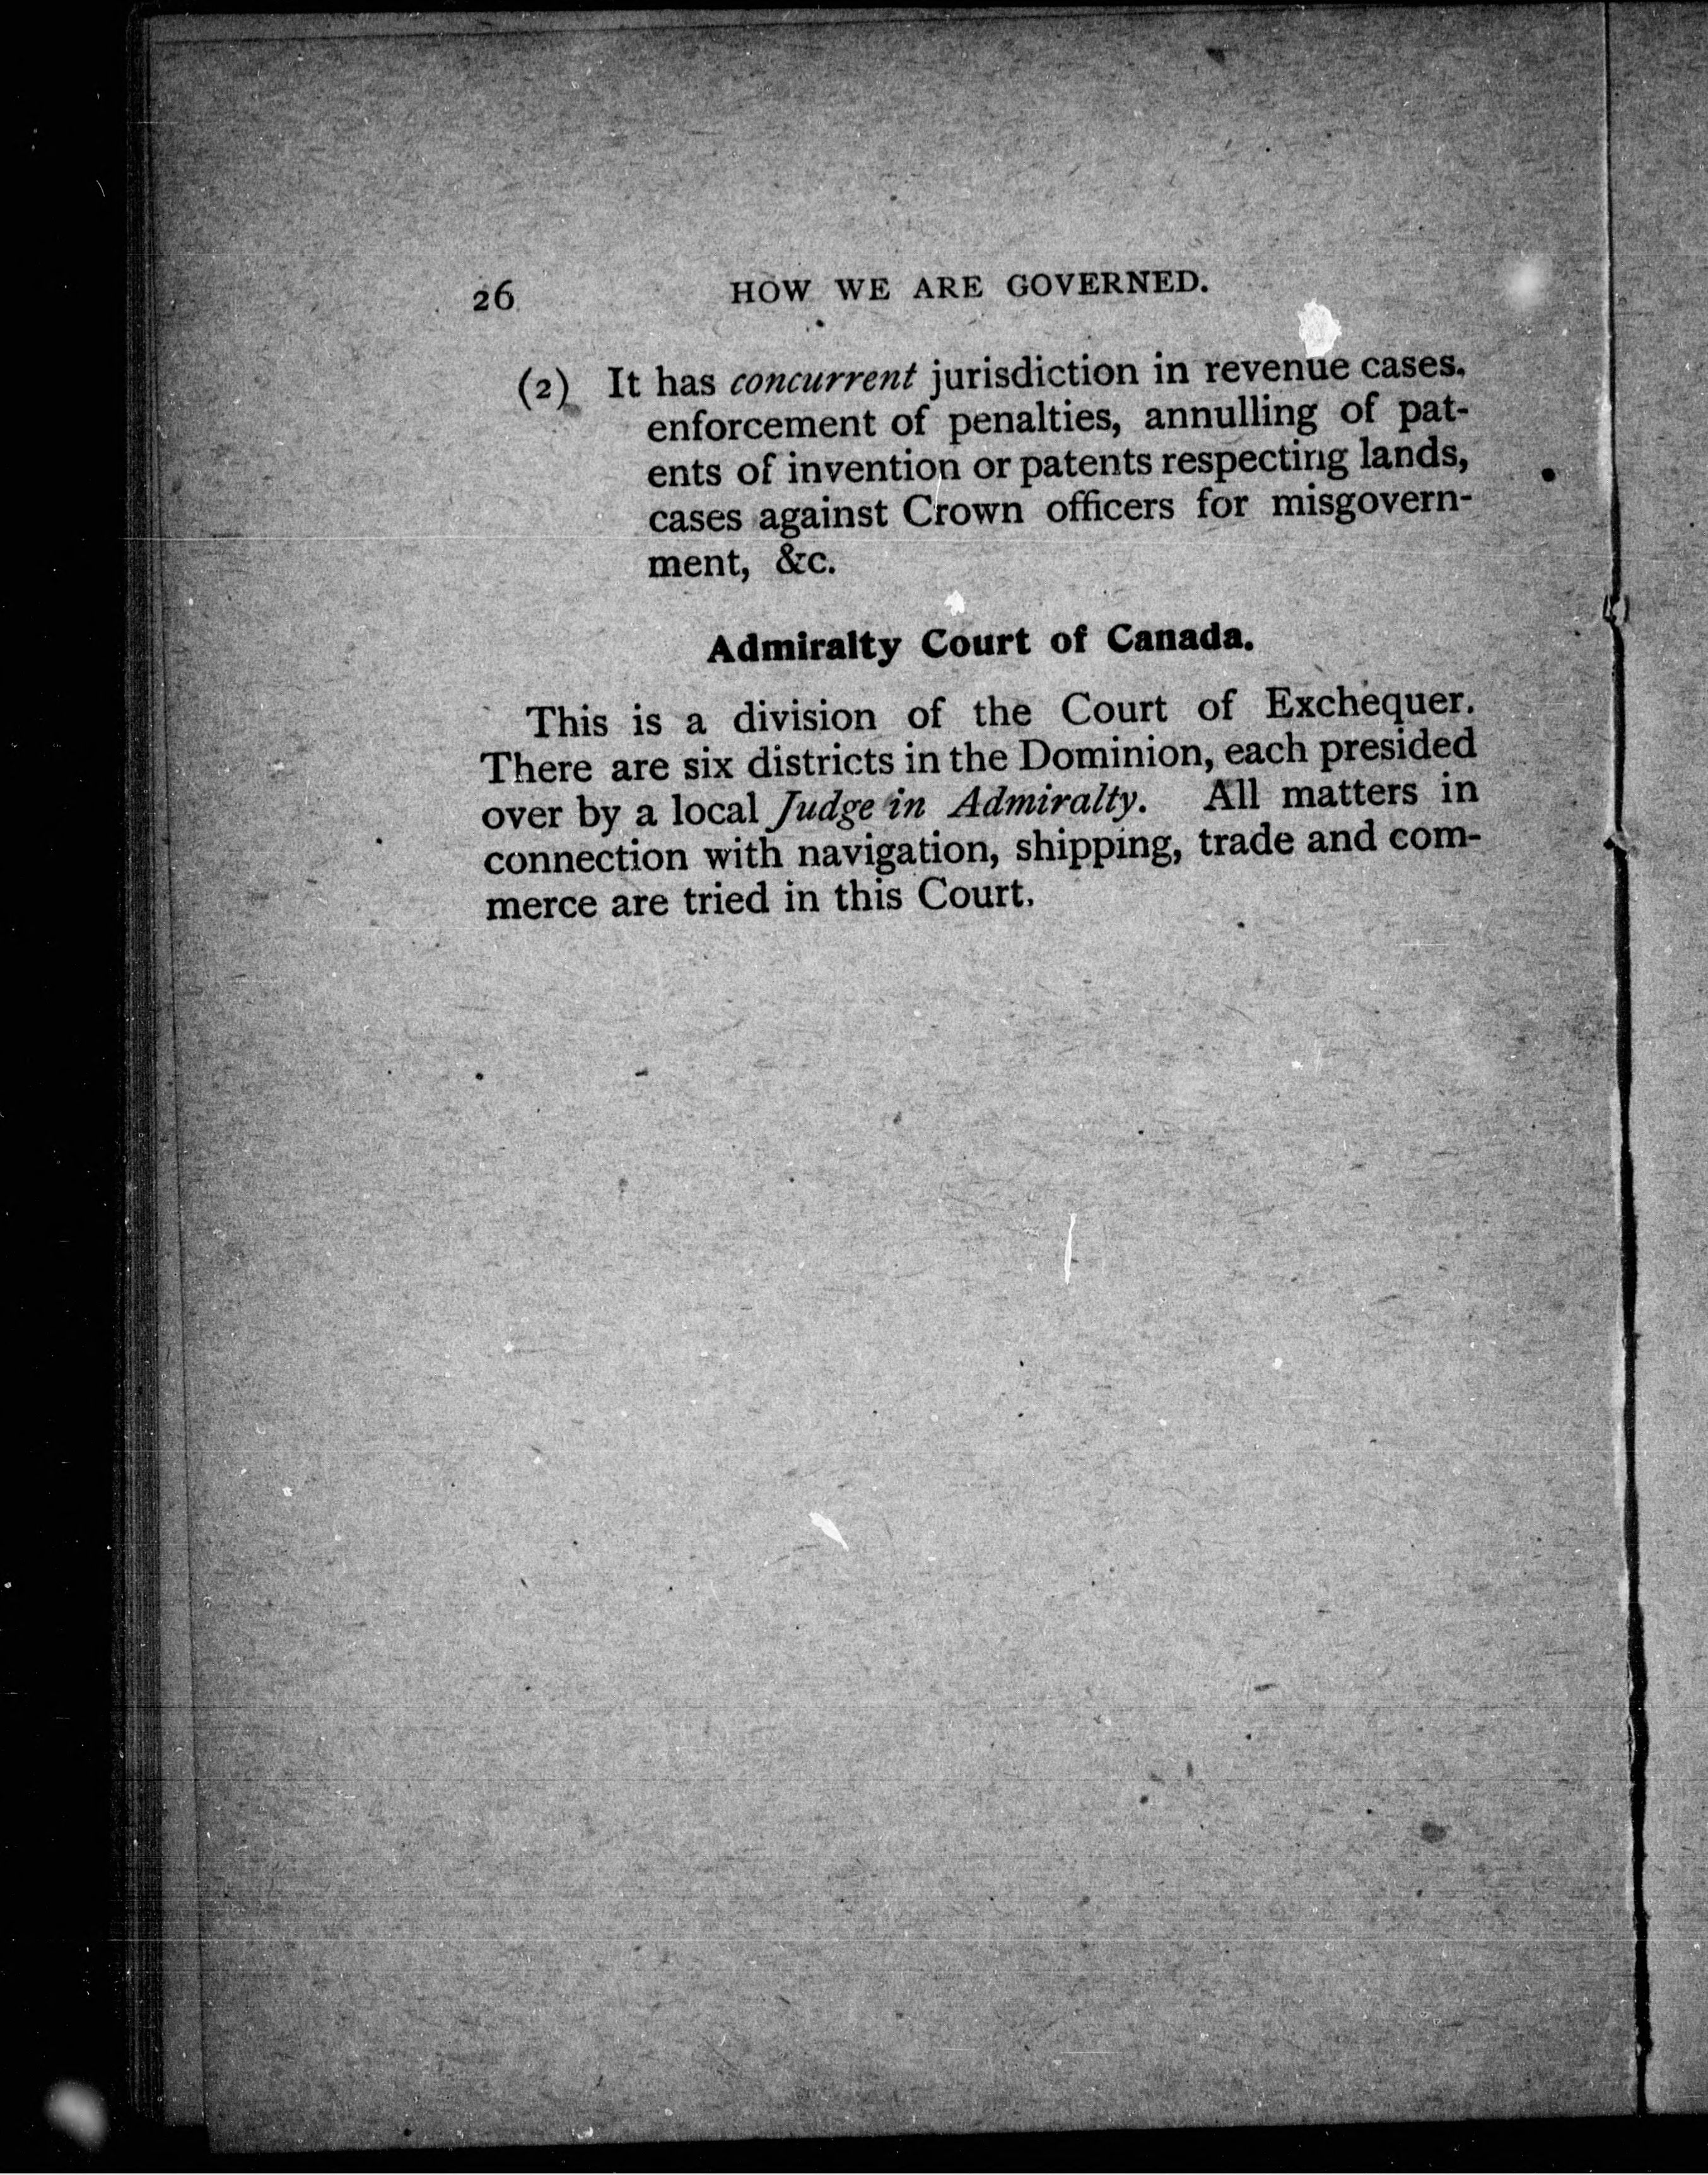 26 HOW WE ARE GOVERNED.
(2) It has concurrent jurisdiction in revenue cases,
enforcement of penalties, annulling of pat-
ents of invention or patents respecting lands,
cases against Crown officers for misgovern-
ment, &c.
Admiralty Court of Canada.
This is a division of the Court of Exchequer.
There are six districts in the Dominion, each presided
over by a local Judge in Admiralty. All matters in
connection with navigation, shipping, trade and com-
merce are tried in this Court.